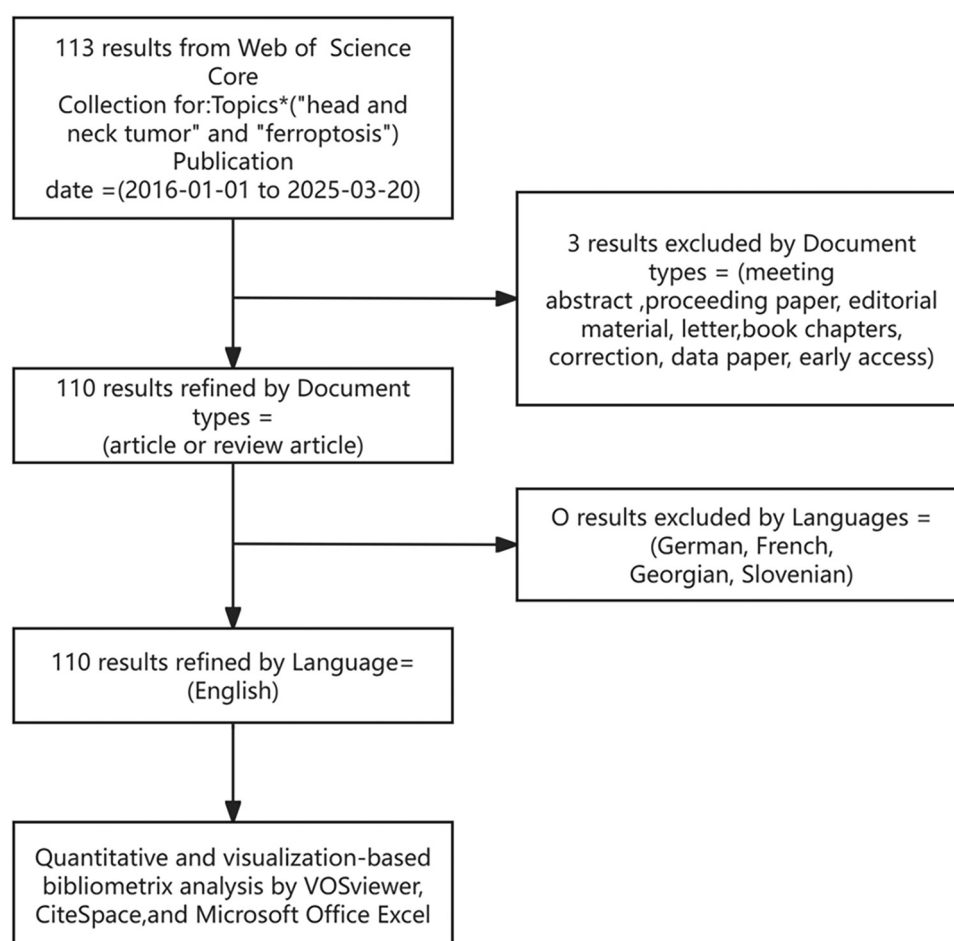 113 results from Web of Science
Core
Collection for:Topics*("head and
neck tumor" and "ferroptosis")
Publication
date =(2016-01-01 to 2025-03-20)
3 results excluded by Document
types = (meeting
abstract ,proceeding paper, editorial
material, letter,book chapters,
correction, data paper, early access)
110 results refined by Document
types =
(article or review article)
O results excluded by Languages =
(German, French,
Georgian, Slovenian)
110 results refined by Language=
(English)
Quantitative and visualization-based
bibliometrix analysis by VOSviewer,
CiteSpace,and Microsoft Office Excel